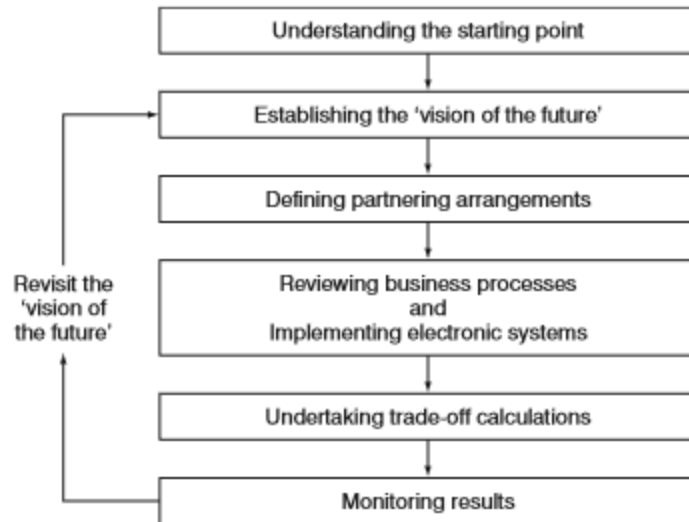 Understanding the starting point
Establishing the ‘vision of the future’
Defining partnering arrangements
Reviewing business processes
and
Implementing electronic systems
Revisit the
‘vision of
the future’
Undertaking trade-off calculations
Monitoring results